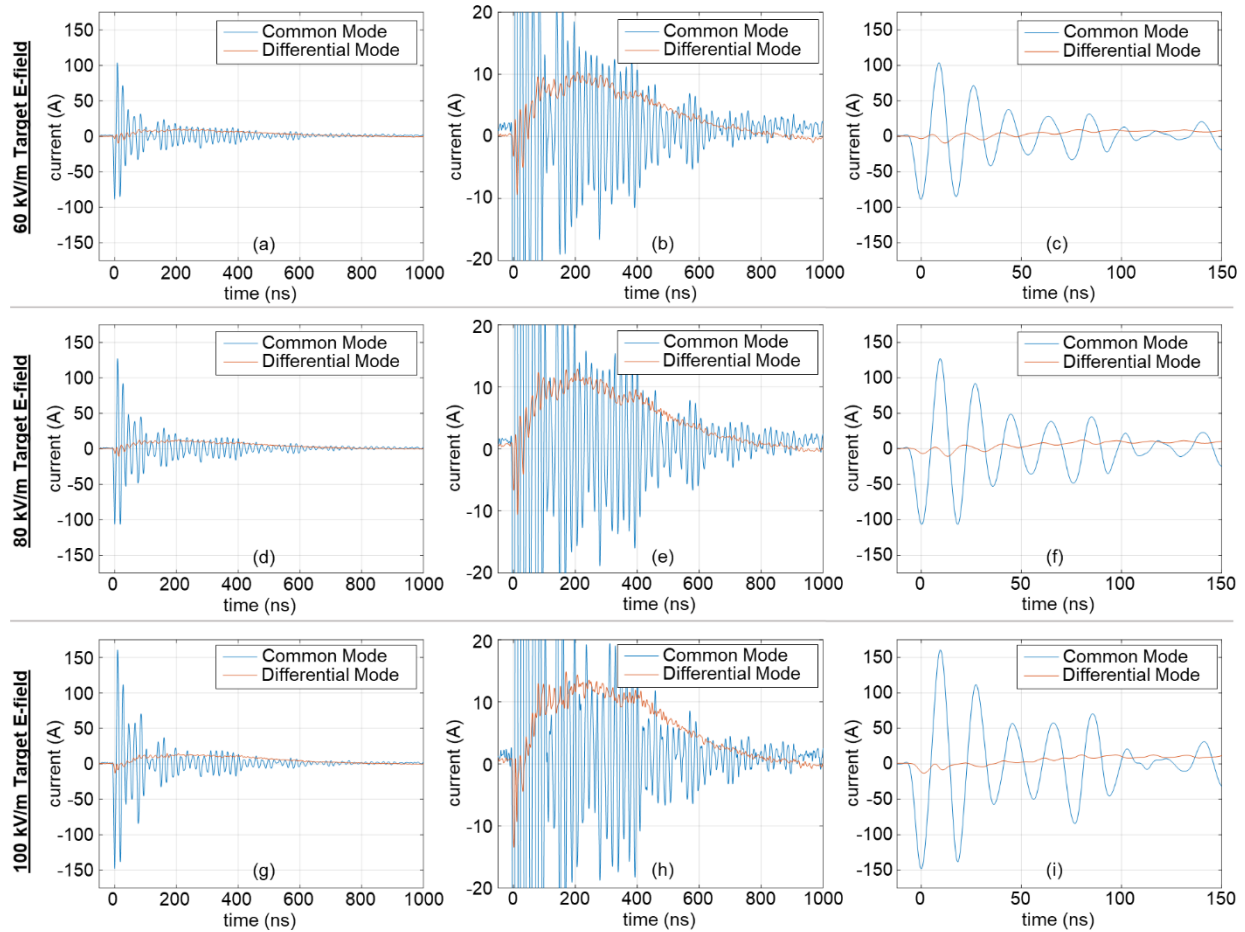 60 kV/m Target E-field
current (A)
150
100
50
0
-50
-100
-150
Common Mode
Differential Mode
(a)
0 200 400 600 800 1000
time (ns)
current (A)
20
10
0
-10
-20
Common Mode
Differential Mode
(b)
0 200 400 600 800 1000
time (ns)
current (A)
150
100
50
0
-50
-100
-150
Common Mode
Differential Mode
(c)
0 50 100 150
time (ns)
80 kV/m Target E-field
current (A)
150
100
50
0
-50
-100
-150
Common Mode
Differential Mode
(d)
0 200 400 600 800 1000
time (ns)
current (A)
20
10
0
-10
-20
Common Mode
Differential Mode
(e)
0 200 400 600 800 1000
time (ns)
current (A)
150
100
50
0
-50
-100
-150
Common Mode
Differential Mode
(f)
0 50 100 150
time (ns)
100 kV/m Target E-field
current (A)
150
100
50
0
-50
-100
-150
Common Mode
Differential Mode
(g)
0 200 400 600 800 1000
time (ns)
current (A)
20
10
0
-10
-20
Common Mode
Differential Mode
(h)
0 200 400 600 800 1000
time (ns)
current (A)
150
100
50
0
-50
-100
-150
Common Mode
Differential Mode
(i)
0 50 100 150
time (ns)